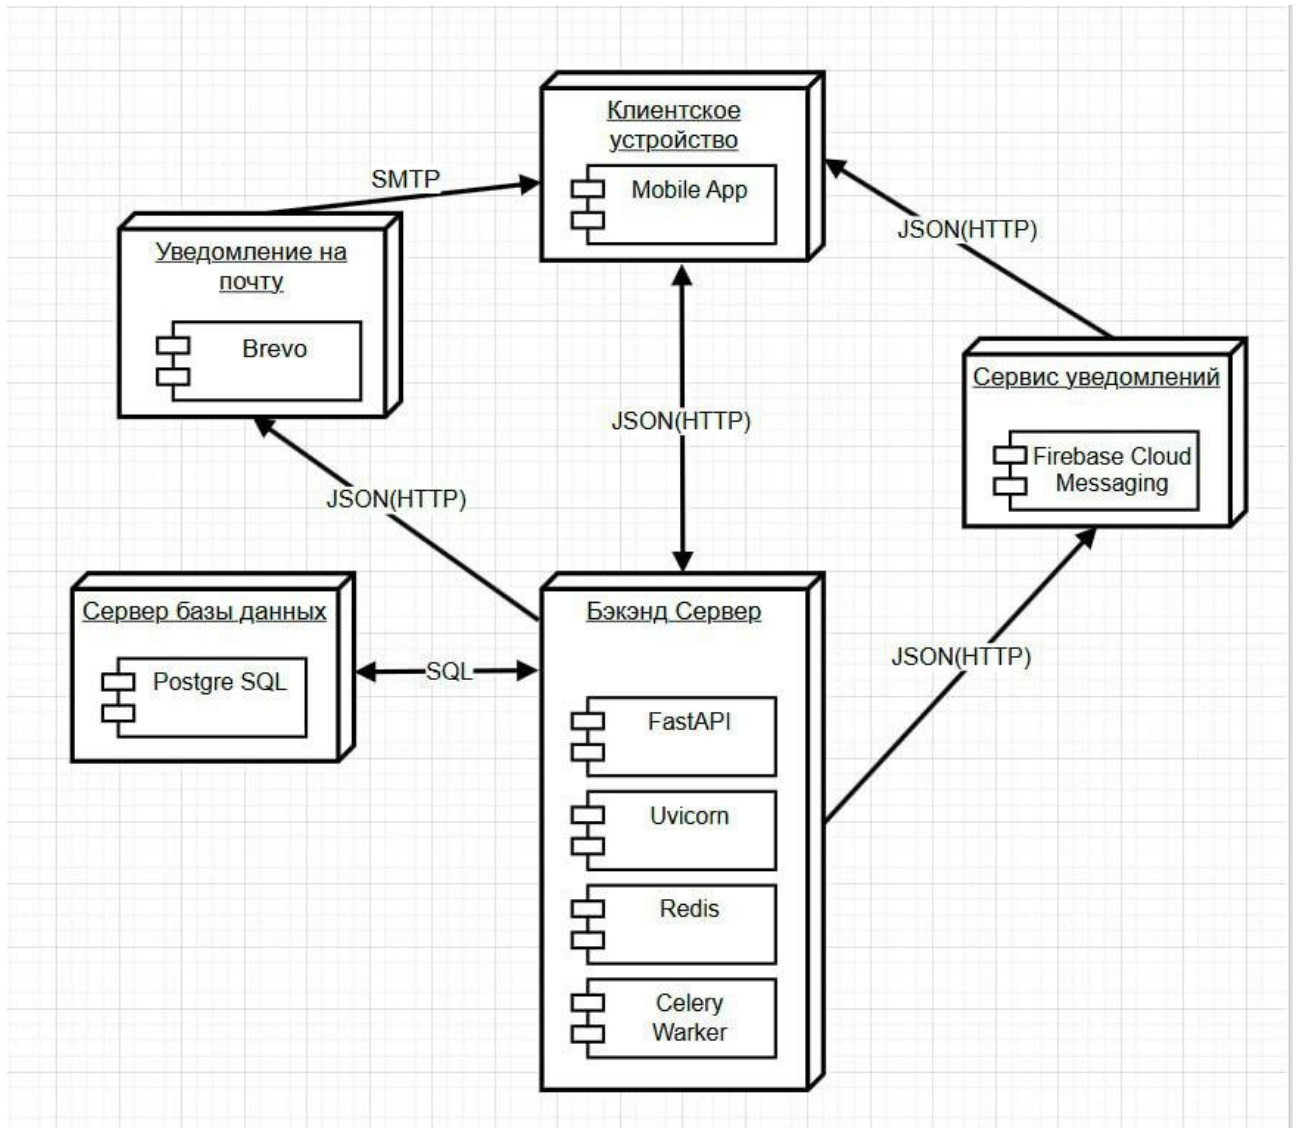 Клиентское
устройство
Mobile App
SMTP
JSON(HTTP)
Уведомление на
почту
Brevo
Сервис уведомлений
Firebase Cloud
Messaging
JSON(HTTP)
JSON(HTTP)
Сервер базы данных
Postgre SQL
SQL
Бэкэнд Сервер
JSON(HTTP)
FastAPI
Uvicorn
Redis
Celery
Warker